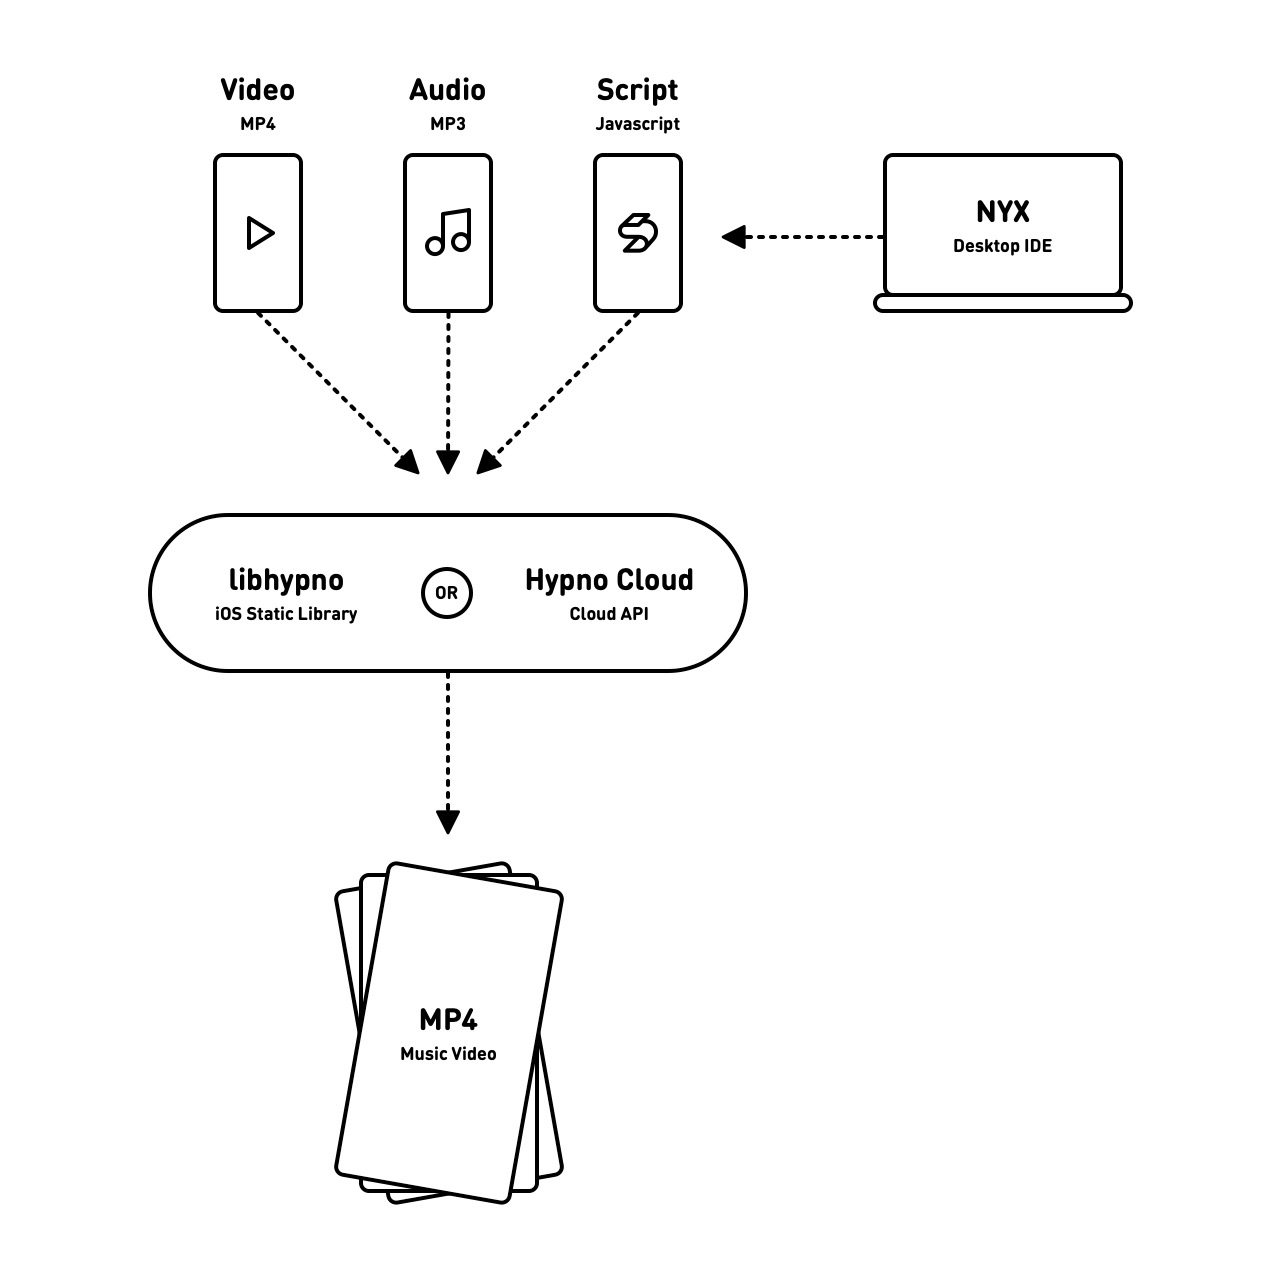 Video
MP4
Audio
MP3
Script
Javascript
NYX
Desktop IDE
libhypno
iOS Static Library
OR
Hypno Cloud
Cloud API
MP4
Music Video